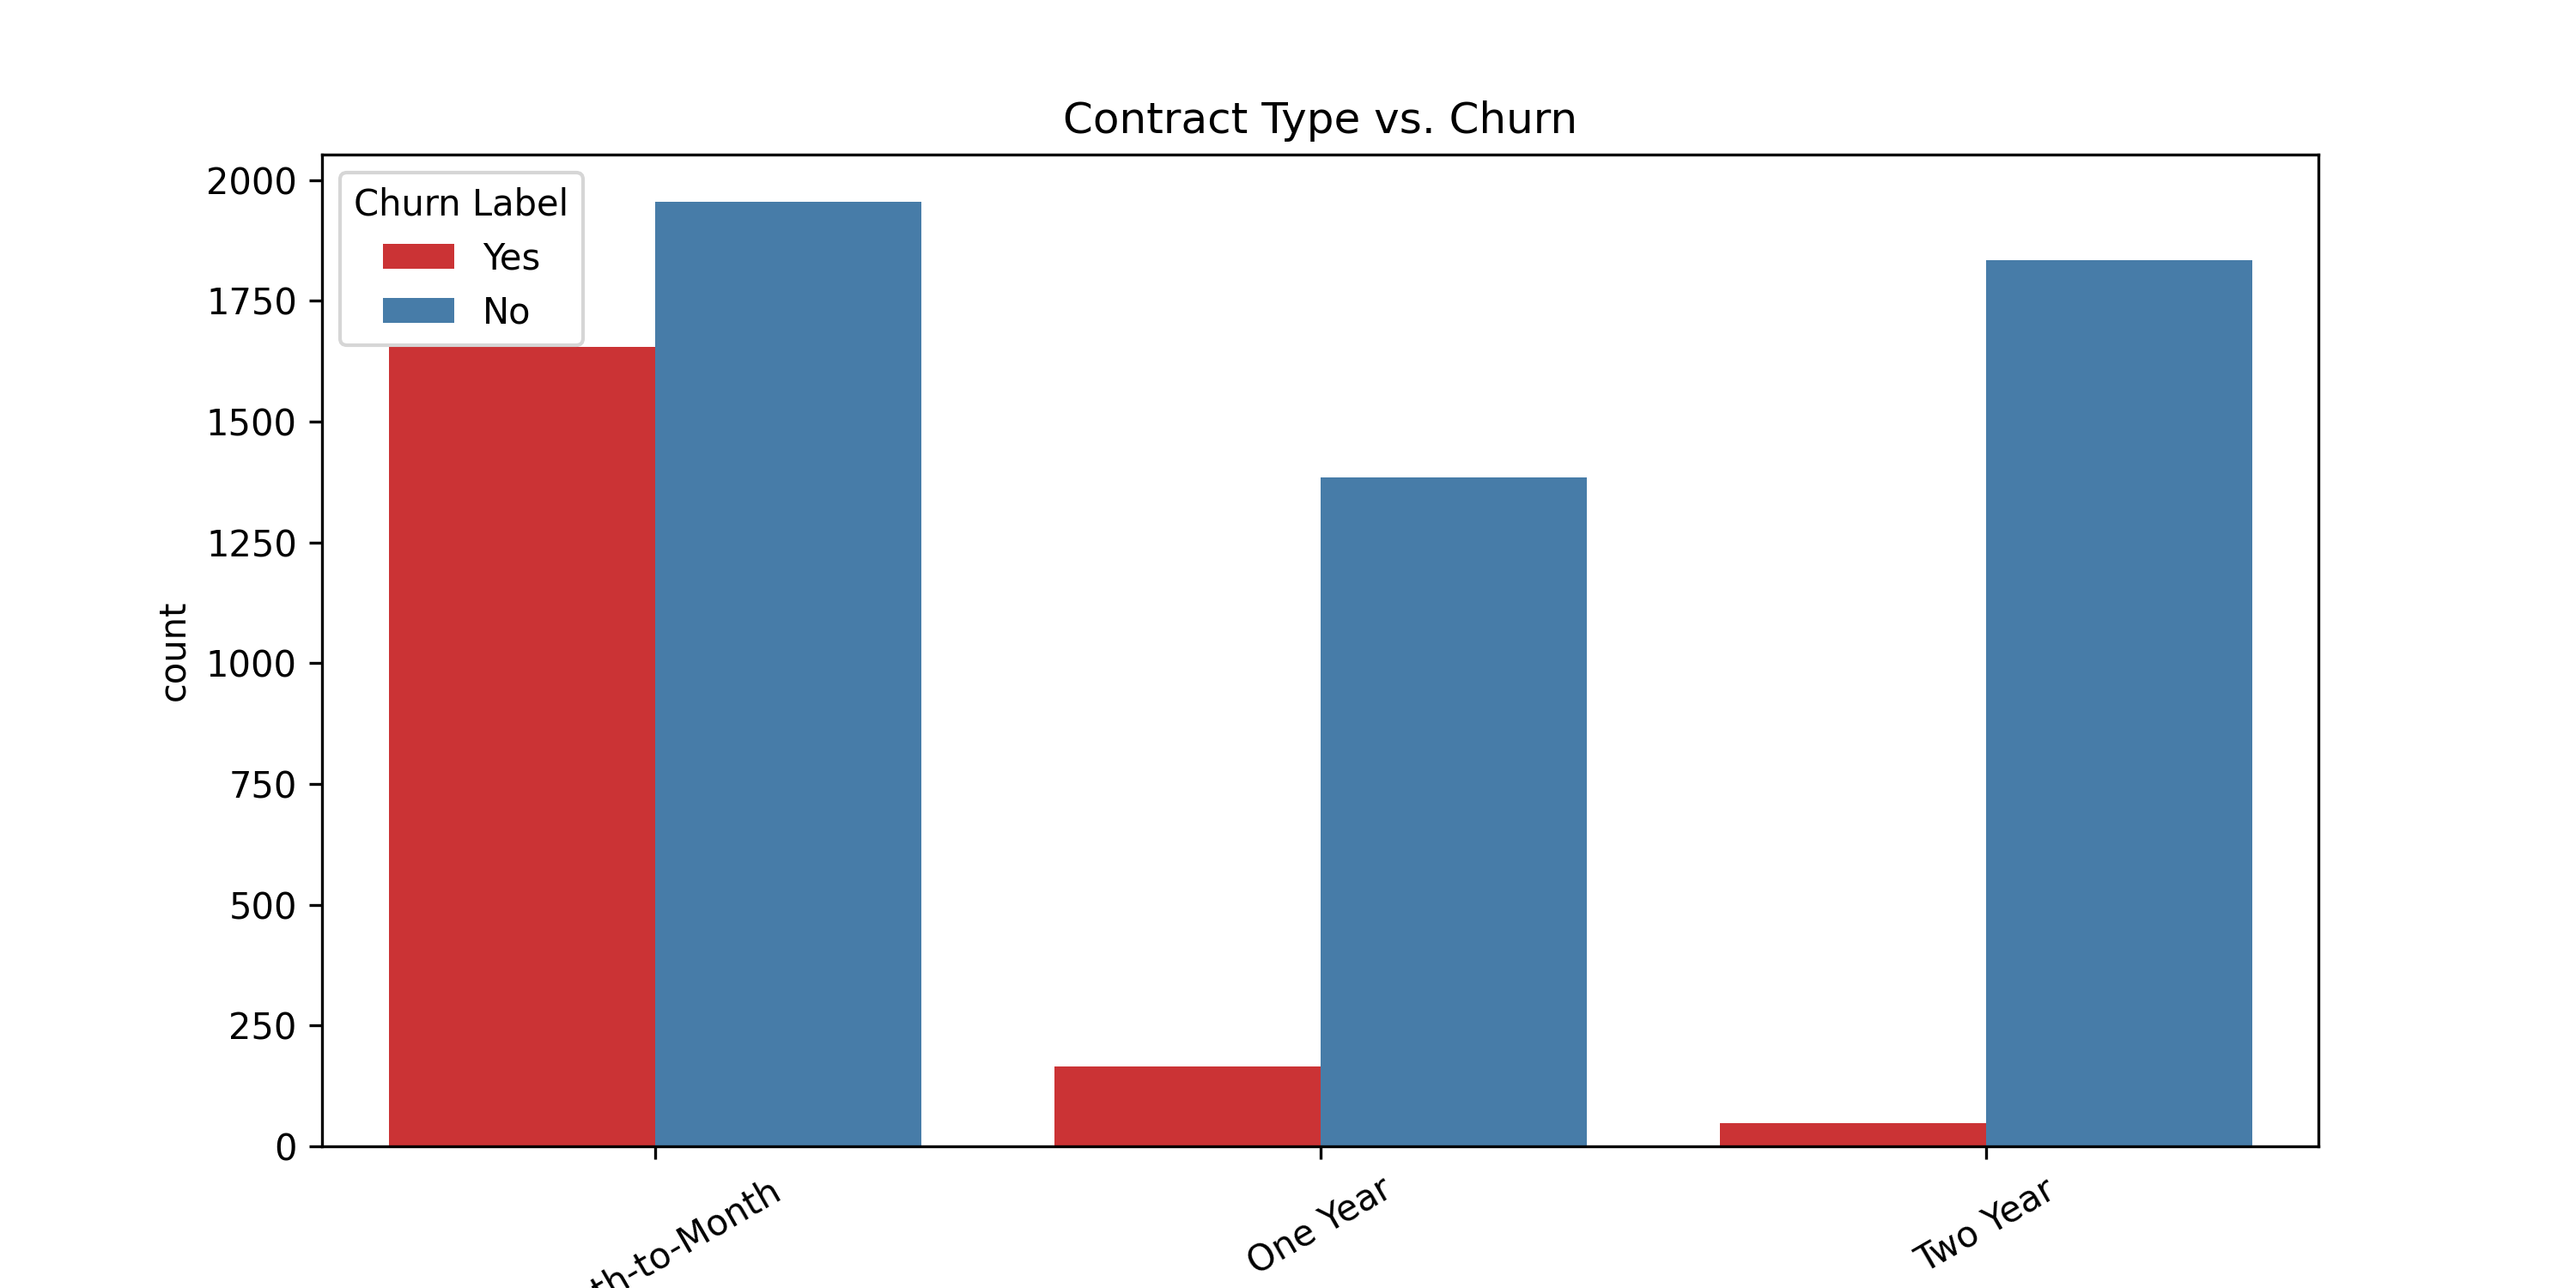 Contract Type vs. Churn
Churn Label
Yes
No
2000
1750
1500
1250
1000
750
500
250
0
count
th-to-Month
One Year
Two Year